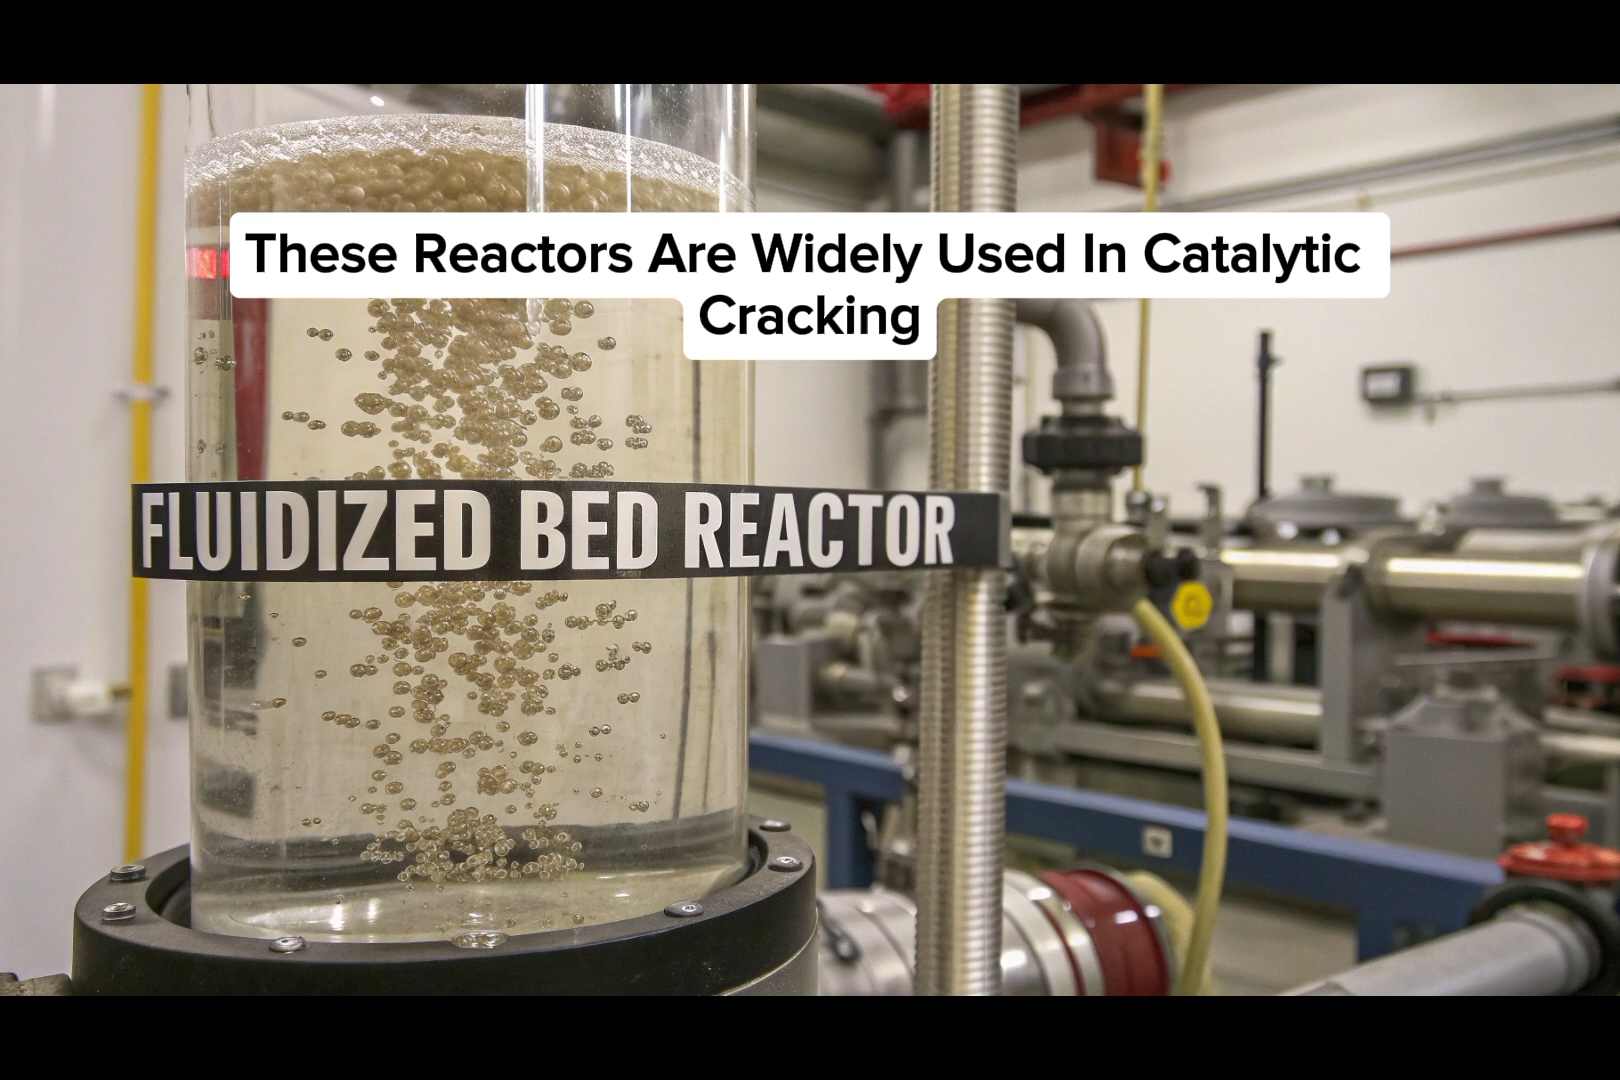 These Reactors Are Widely Used In Catalytic
Cracking
FLUIDIZED BED REACTOR